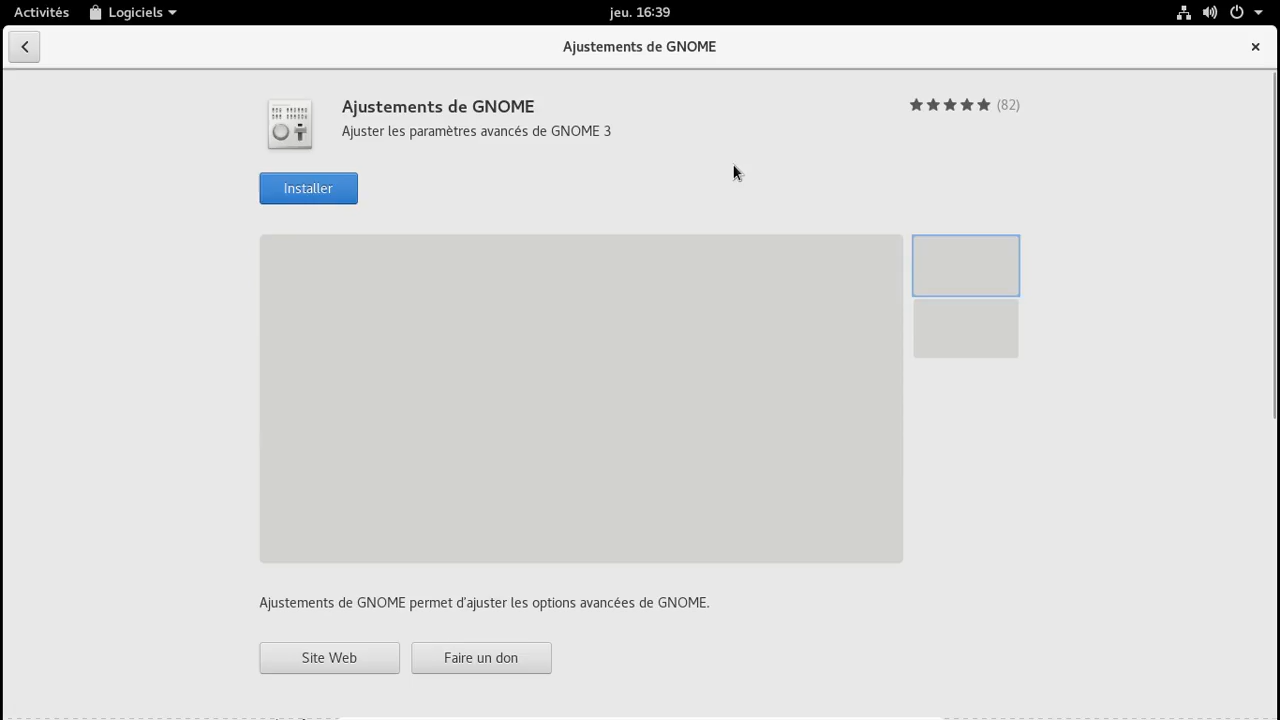 Activités Logiciels jeu. 16:39
Ajustements de GNOME
Ajustements de GNOME
(82)
Ajuster les paramètres avancés de GNOME 3
Installer
Ajustements de GNOME permet d'ajuster les options avancées de GNOME.
Site Web Faire un don